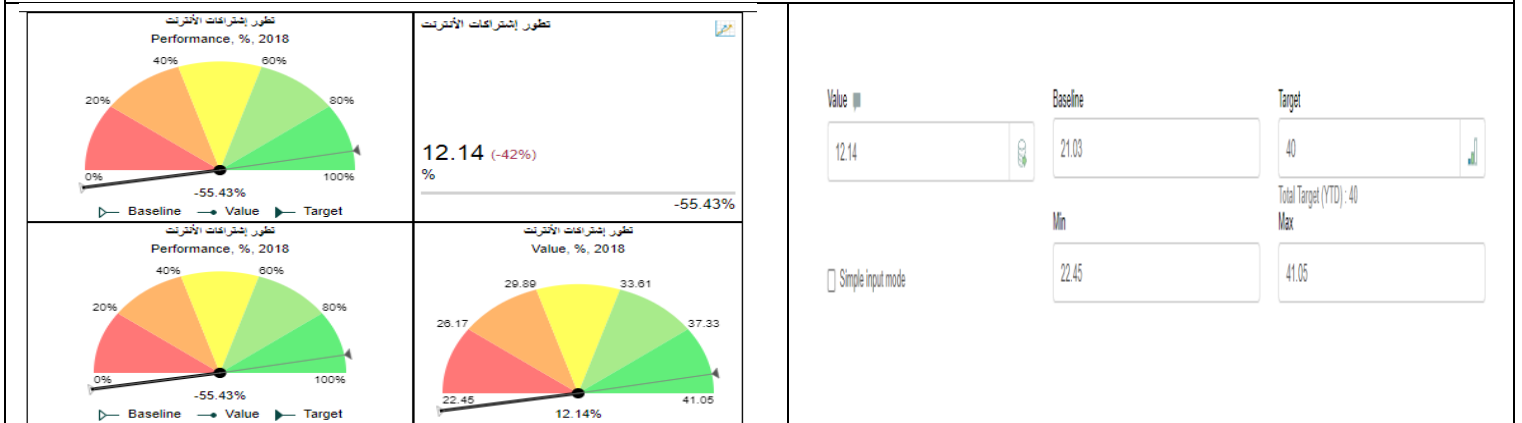 تطور إشتراكات الأنترنت
Performance, %, 2018
40%
60%
20%
80%
0%
100%
-55.43%
Baseline Value Target
تطور إشتراكات الأنترنت
12.14 (-42%)
%
-55.43%
تطور إشتراكات الأنترنت
Performance, %, 2018
40%
60%
20%
80%
0%
100%
-55.43%
Baseline Value Target
تطور إشتراكات الأنترنت
Value, %, 2018
29.89
33.61
26.17
37.33
22.45
41.05
12.14%
Value
Baseline
Target
12.14
21.03
40
Total Target (YTD) : 40
Min
Max
Simple input mode
22.45
41.05